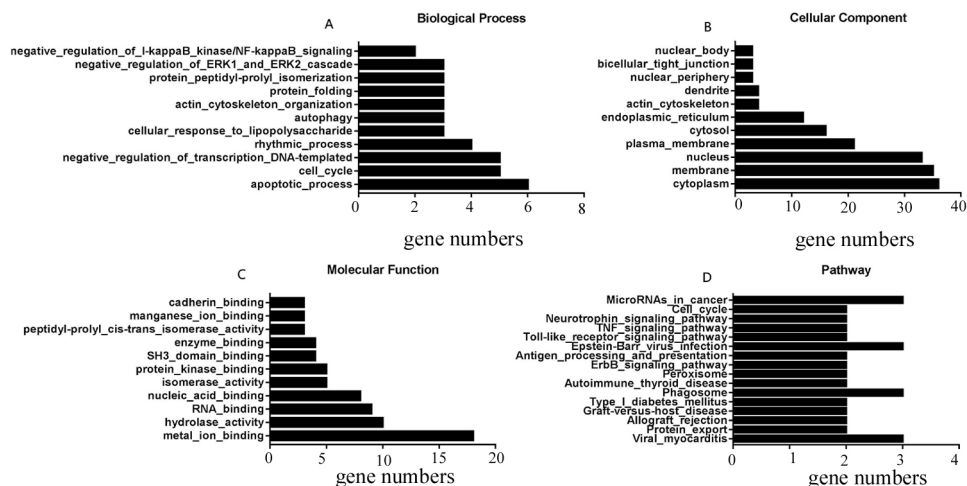 A
Biological Process
negative_regulation_of_I-kappaB_kinase/NF-kappaB_signaling
negative_regulation_of_ERK1_and_ERK2_cascade
protein_peptidyl-prolyl_isomerization
protein_folding
actin_cytoskeleton_organization
autophagy
cellular_response_to_lipopolysaccharide
rhythmic_process
negative_regulation_of_transcription_DNA-templated
cell_cycle
apoptotic_process
0 2 4 6 8
gene numbers
B
Cellular Component
nuclear_body
bicellular_tight_junction
nuclear_periphery
dendrite
actin_cytoskeleton
endoplasmic_reticulum
cytosol
plasma_membrane
nucleus
membrane
cytoplasm
0 10 20 30 40
gene numbers
C
Molecular Function
cadherin_binding
manganese_ion_binding
peptidyl-prolyl_cis-trans_isomerase_activity
enzyme_binding
SH3_domain_binding
protein_kinase_binding
isomerase_activity
nucleic_acid_binding
RNA_binding
hydrolase_activity
metal_ion_binding
0 5 10 15 20
gene numbers
D
Pathway
MicroRNAs_in_cancer
Cell_cycle
Neurotrophin_signaling_pathway
TNF_signaling_pathway
Toll-like_receptor_signaling_pathway
Epstein-Barr_virus_infection
Antigen_processing_and_presentation
ErbB_signaling_pathway
Peroxisome
Autoimmune_thyroid_disease
Phagosome
Type_I_diabetes_mellitus
Graft-versus-host_disease
Allograft_rejection
Protein_export
Viral_myocarditis
0 1 2 3 4
gene numbers